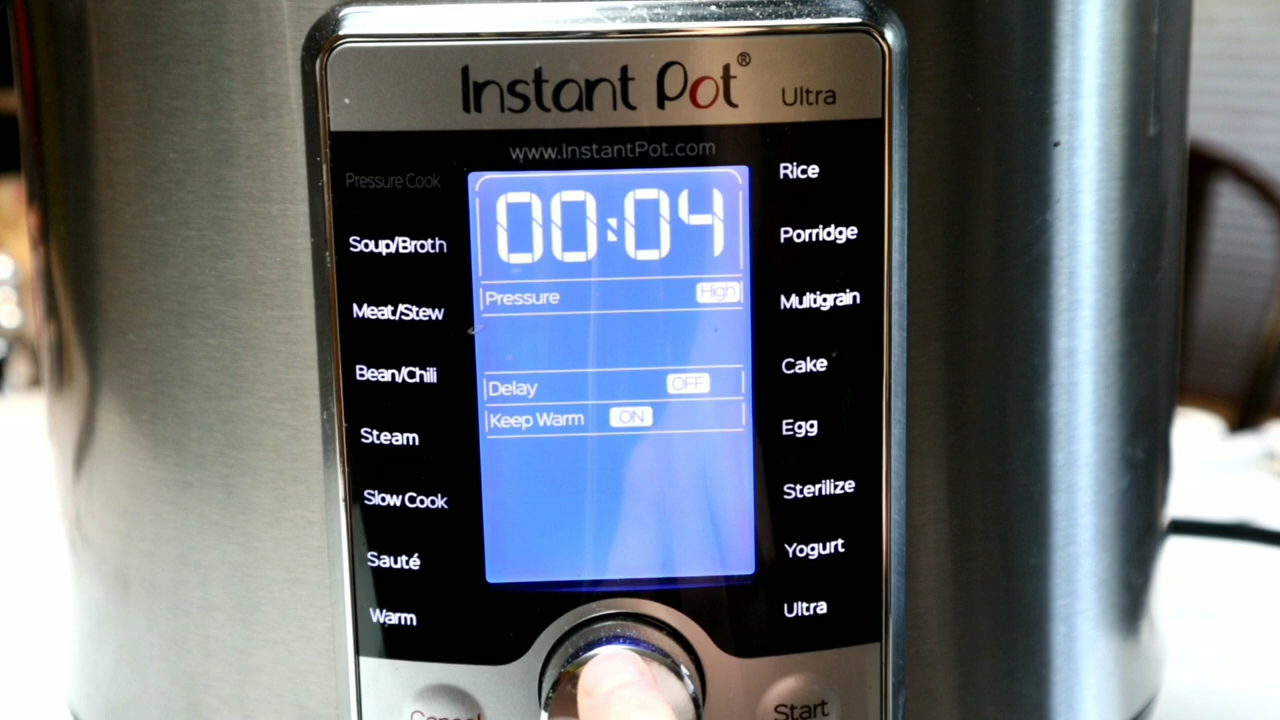 Instant Pot®
Ultra
www.InstantPot.com
Pressure Cook
Soup/Broth
Meat/Stew
Bean/Chili
Steam
Slow Cook
Sauté
Warm
00:04
Pressure High
Delay OFF
Keep Warm ON
Rice
Porridge
Multigrain
Cake
Egg
Sterilize
Yogurt
Ultra
Cancel
Start